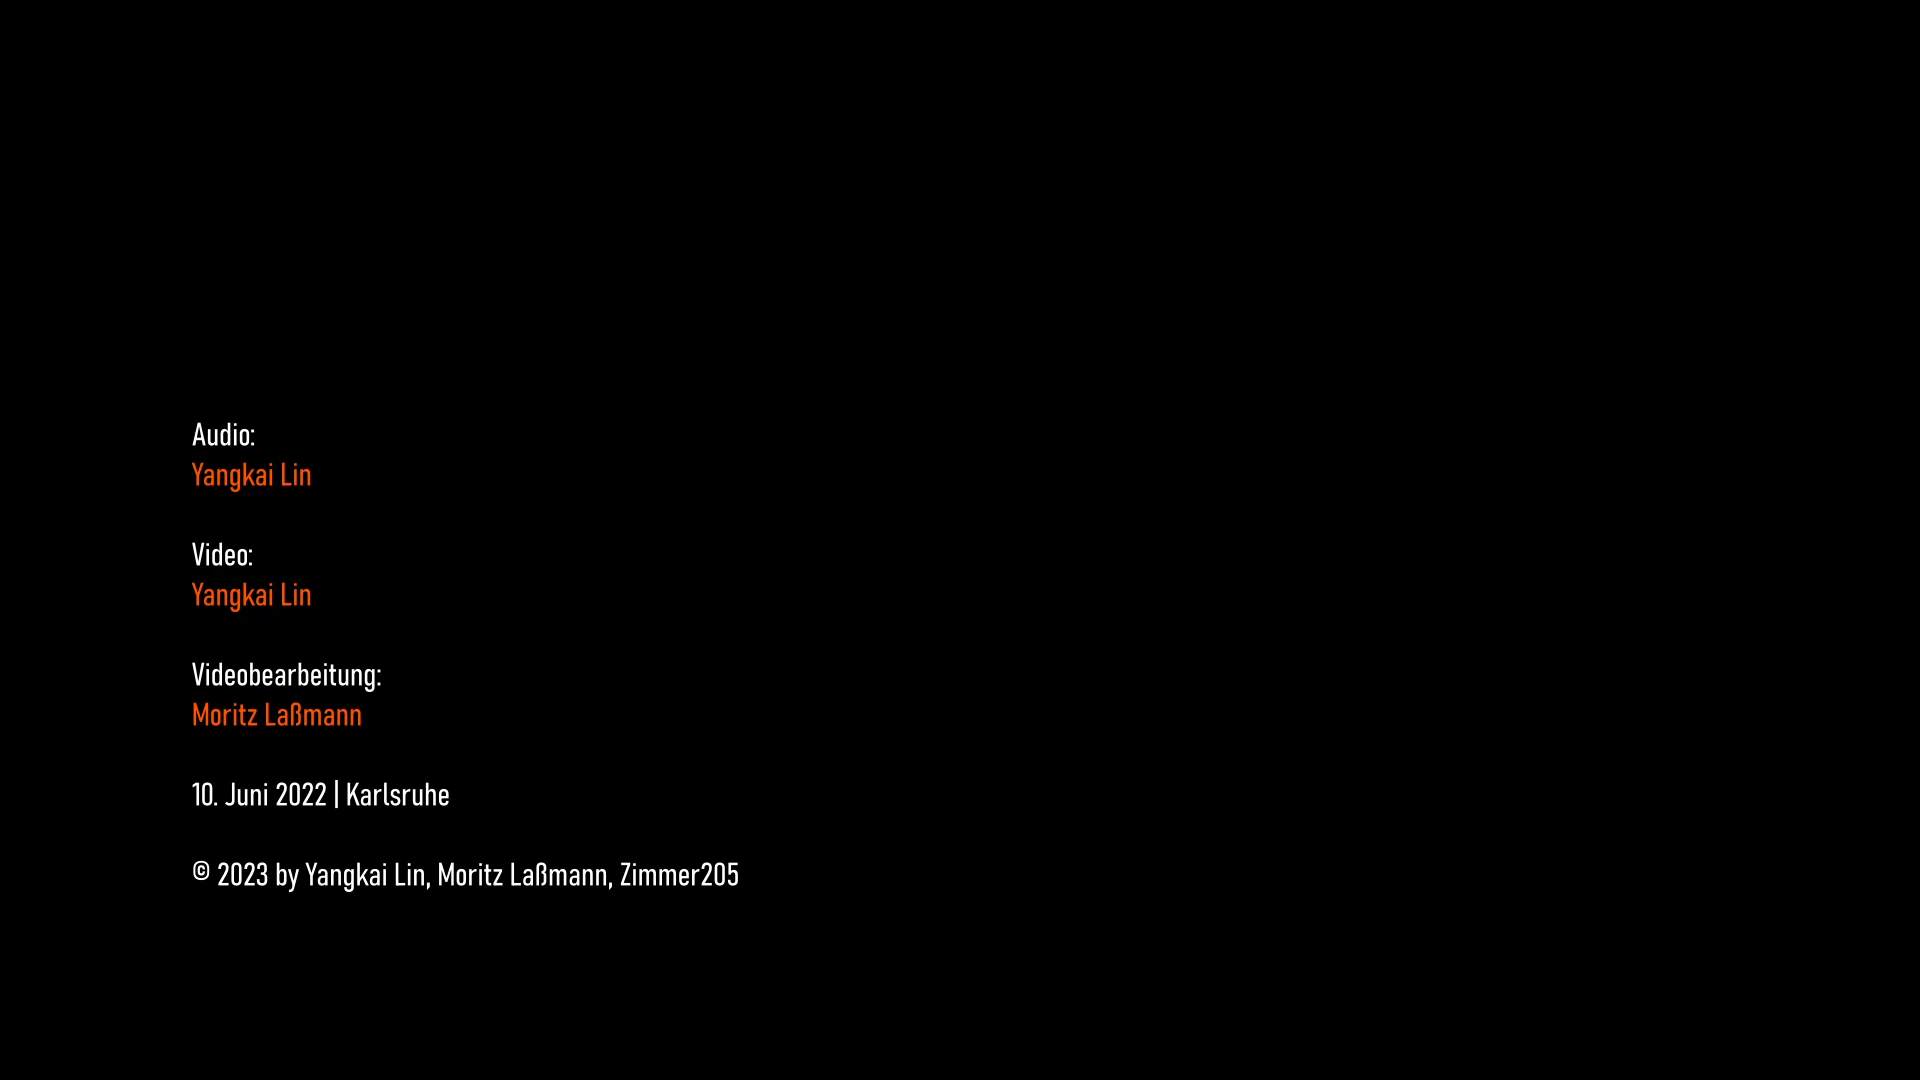 Audio:
Yangkai Lin
Video:
Yangkai Lin
Videobearbeitung:
Moritz Laßmann
10. Juni 2022 | Karlsruhe
© 2023 by Yangkai Lin, Moritz Laßmann, Zimmer205